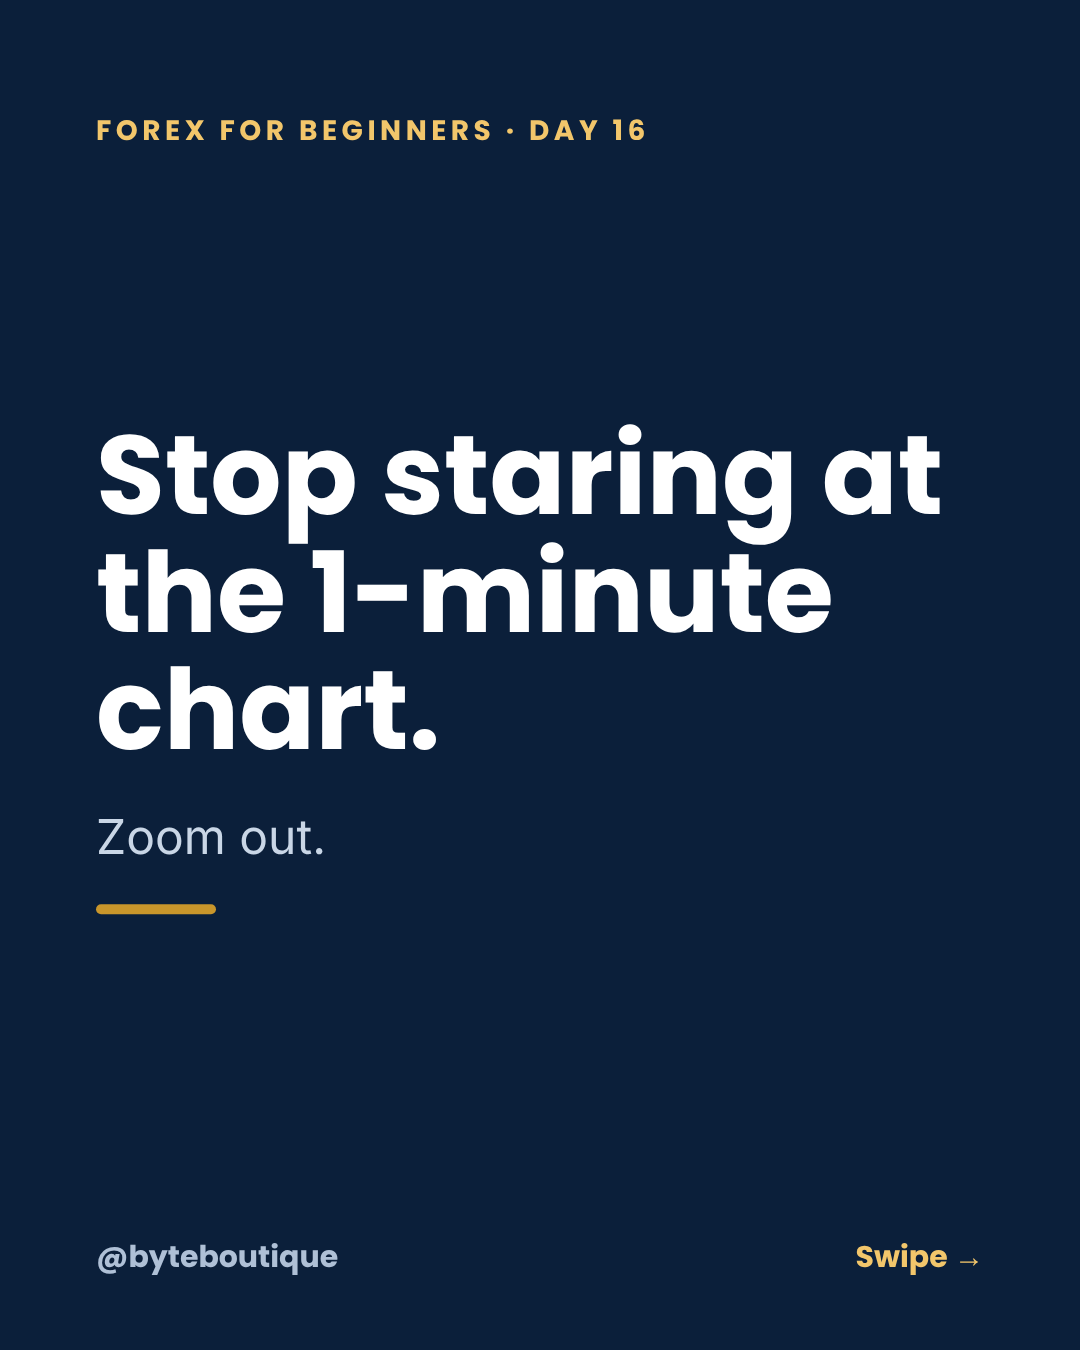 FOREX FOR BEGINNERS · DAY 16
Stop staring at
the 1-minute
chart.
Zoom out.
@byteboutique
Swipe →